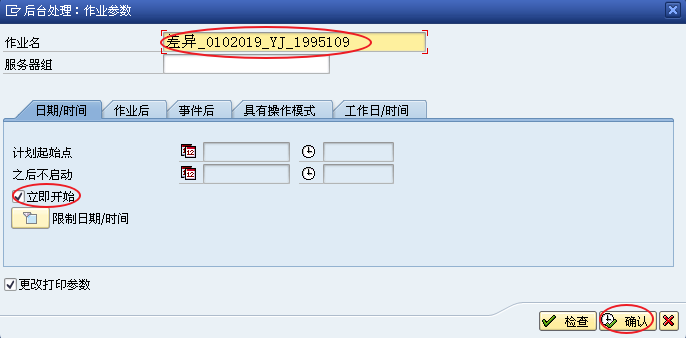 后台处理：作业参数
作业名 差异_0102019_YJ_1995109
服务器组
日期/时间 作业后 事件后 具有操作模式 工作日/时间
计划起始点
之后不启动
立即开始
限制日期/时间
更改打印参数
检查 确认